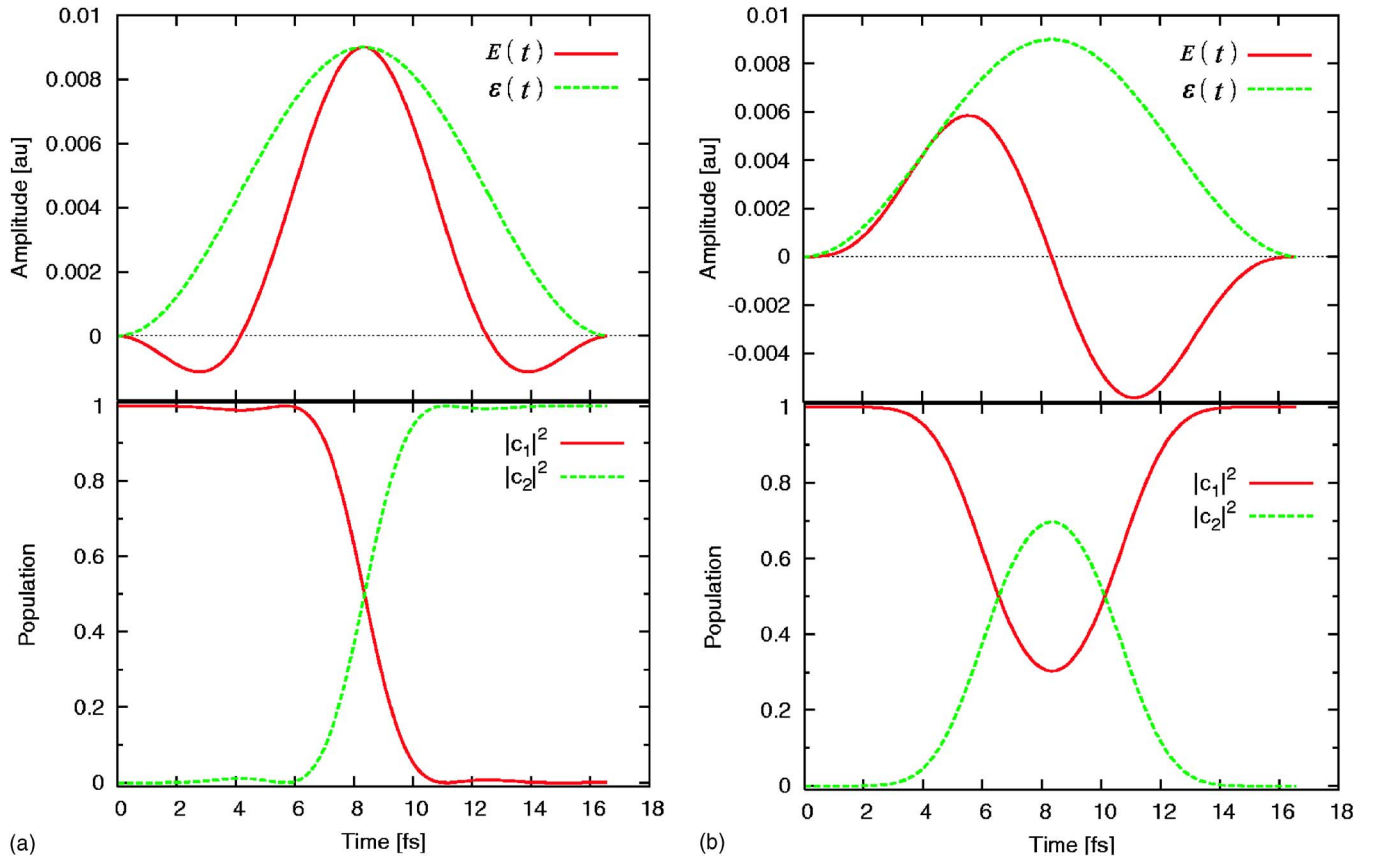 0.01
0.008
0.006
0.004
0.002
0
Amplitude [au]
E(t)
ε(t)
1
0.8
0.6
0.4
0.2
0
Population
|c₁|²
|c₂|²
0 2 4 6 8 10 12 14 16 18
Time [fs]
(a)
0.01
0.008
0.006
0.004
0.002
0
-0.002
-0.004
Amplitude [au]
E(t)
ε(t)
1
0.8
0.6
0.4
0.2
0
Population
|c₁|²
|c₂|²
0 2 4 6 8 10 12 14 16 18
Time [fs]
(b)